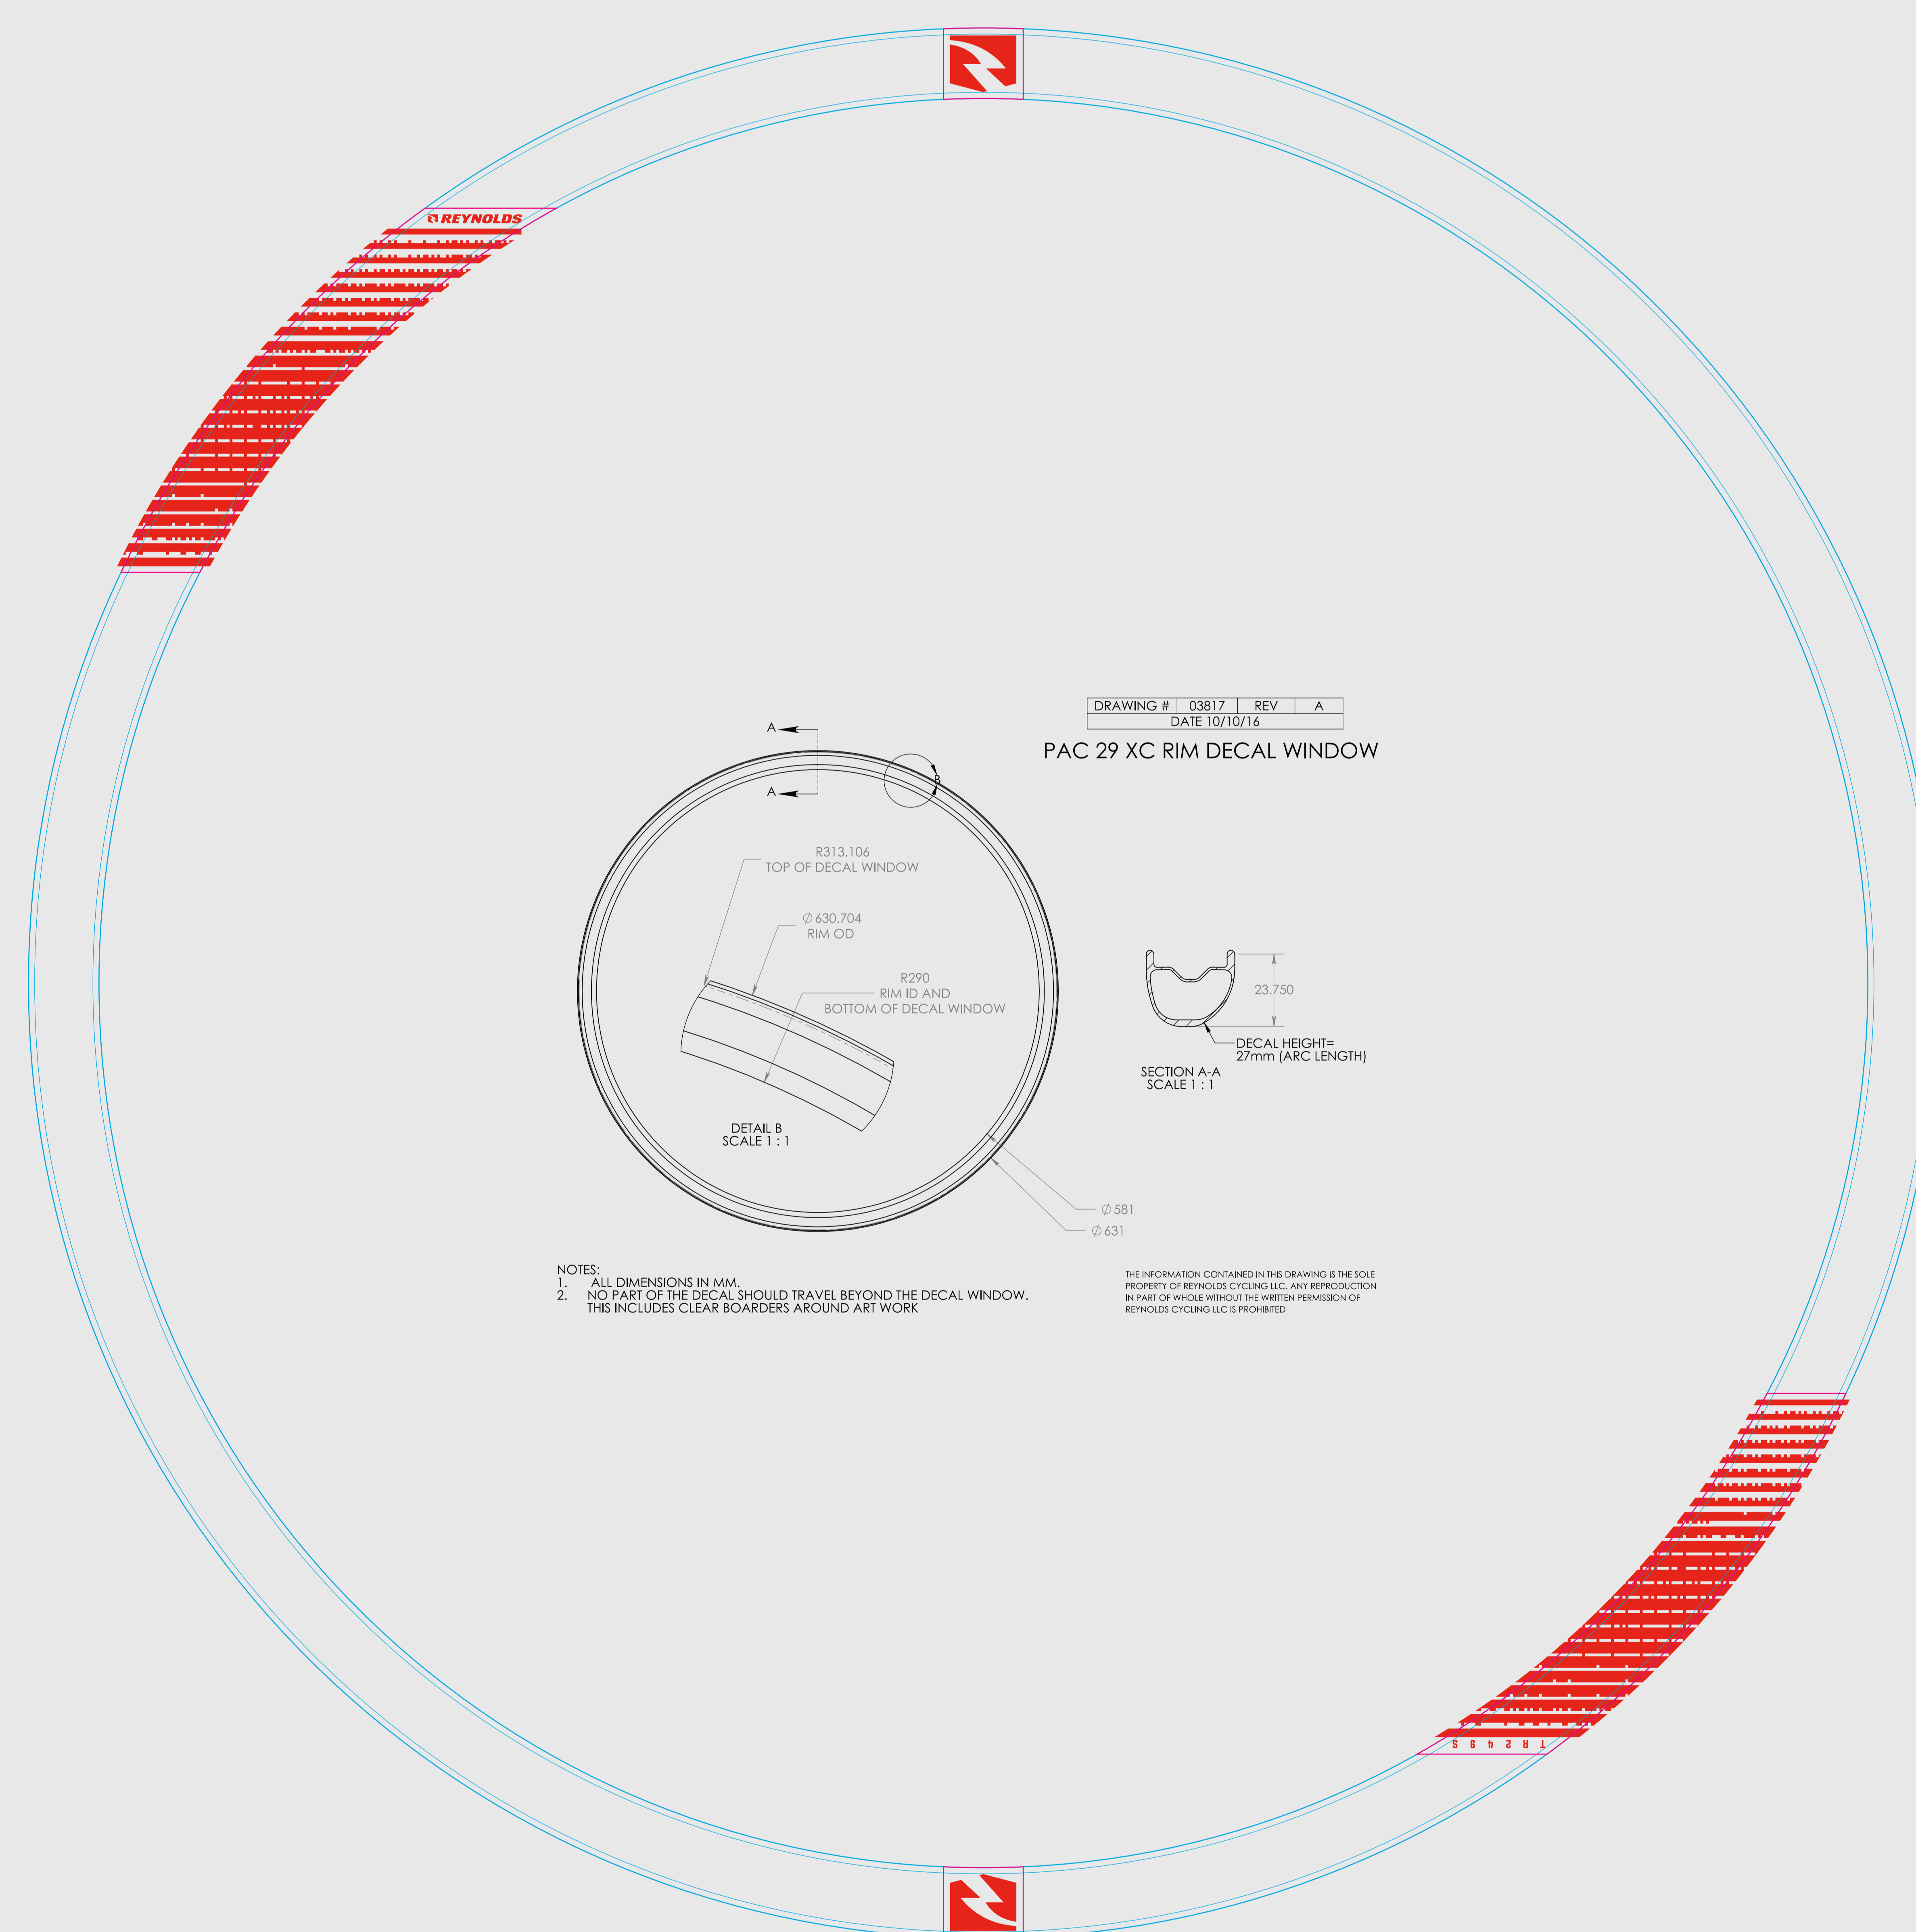 REYNOLDS
DRAWING # 03817 REV A
DATE 10/10/16
PAC 29 XC RIM DECAL WINDOW
A
B
A
R313.106
TOP OF DECAL WINDOW
Ø630.704
RIM OD
R290
RIM ID AND
BOTTOM OF DECAL WINDOW
23.750
DECAL HEIGHT=
27mm (ARC LENGTH)
SECTION A-A
SCALE 1 : 1
DETAIL B
SCALE 1 : 1
Ø581
Ø631
NOTES:
1. ALL DIMENSIONS IN MM.
2. NO PART OF THE DECAL SHOULD TRAVEL BEYOND THE DECAL WINDOW.
THIS INCLUDES CLEAR BOARDERS AROUND ART WORK
THE INFORMATION CONTAINED IN THIS DRAWING IS THE SOLE
PROPERTY OF REYNOLDS CYCLING LLC. ANY REPRODUCTION
IN PART OF WHOLE WITHOUT THE WRITTEN PERMISSION OF
REYNOLDS CYCLING LLC IS PROHIBITED
TR249S